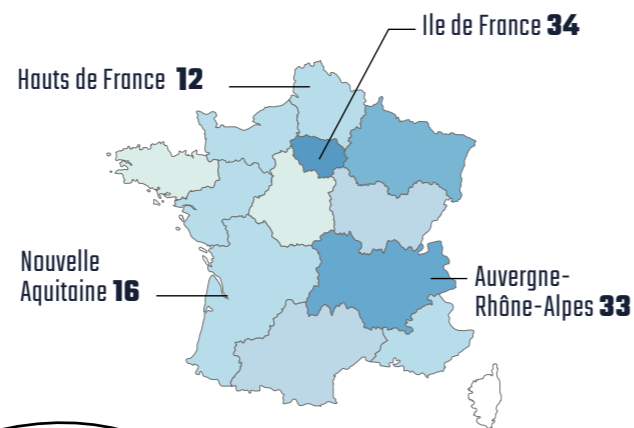 Ile de France 34
Hauts de France 12
Nouvelle
Aquitaine 16
Auvergne-
Rhône-Alpes 33